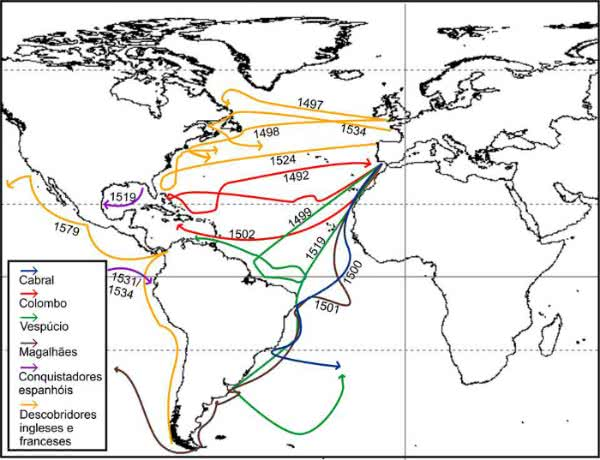 1497
1498
1534
1524
1492
1519
1499
1502
1579
1519
1500
1501
1531/
1534
Cabral
Colombo
Vespúcio
Magalhães
Conquistadores
espanhóis
Descobridores
ingleses e
franceses